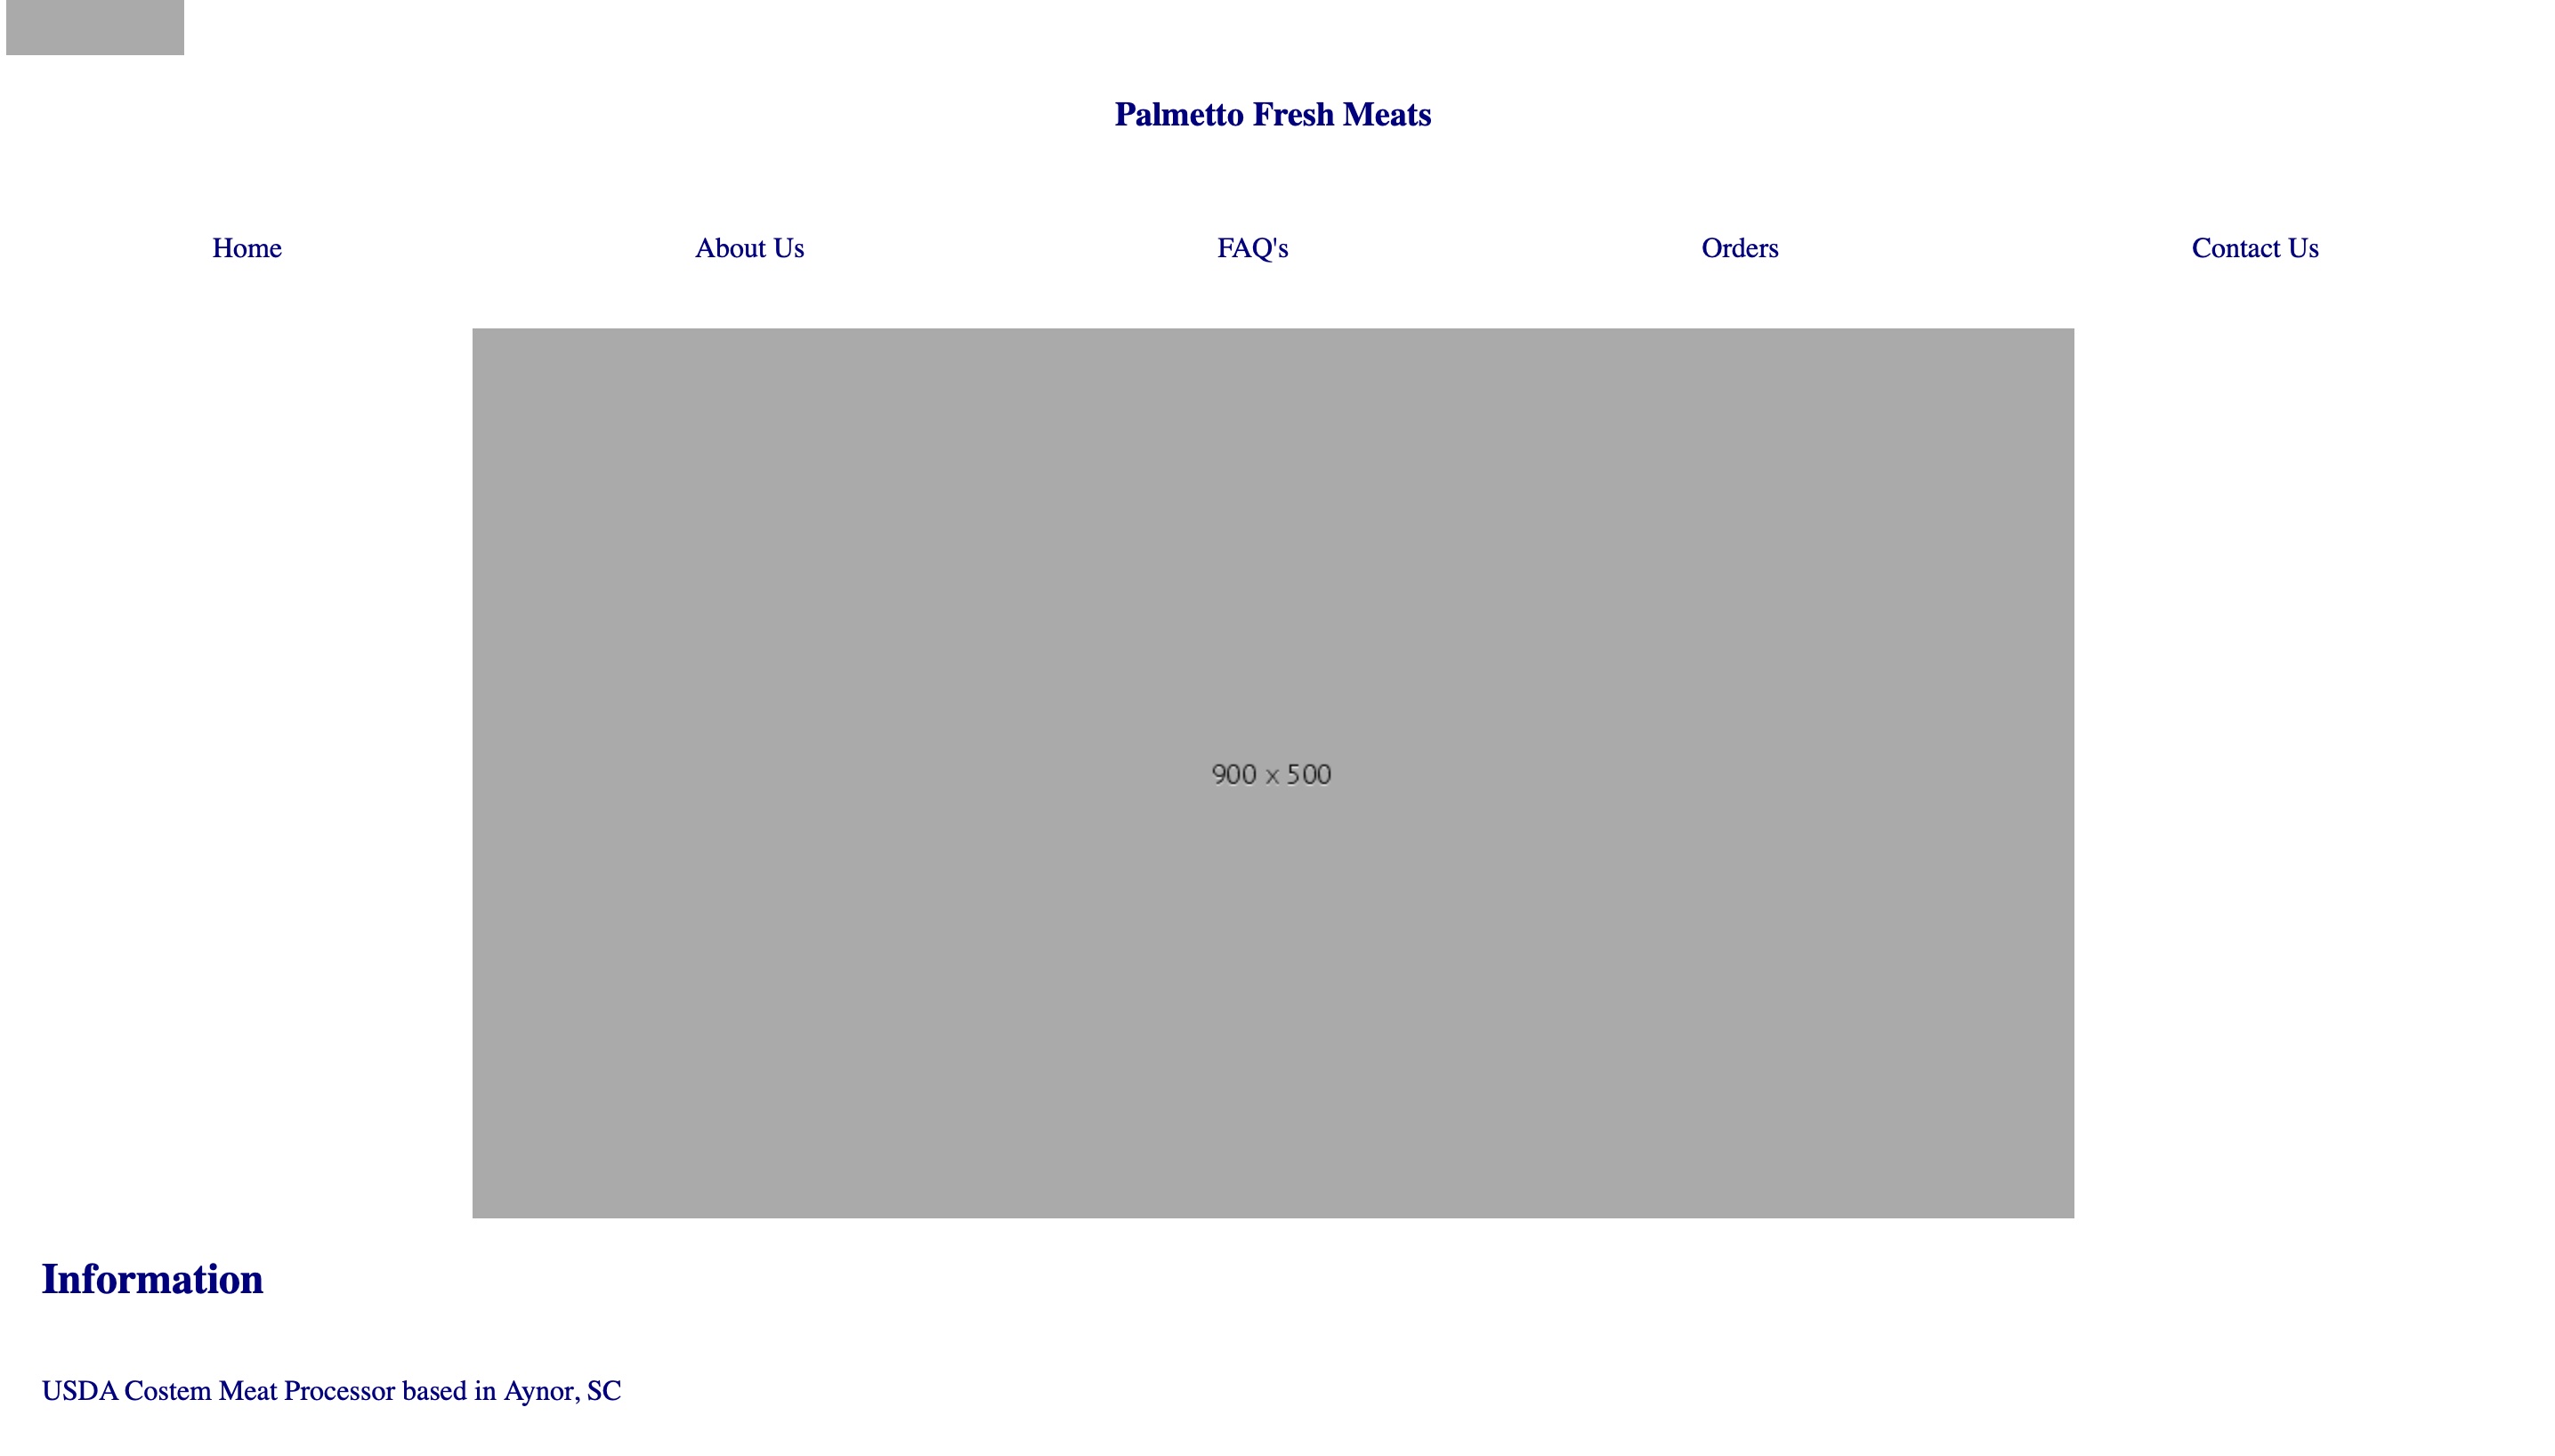 Palmetto Fresh Meats
Home About Us FAQ's Orders Contact Us
900 x 500
Information
USDA Costem Meat Processor based in Aynor, SC